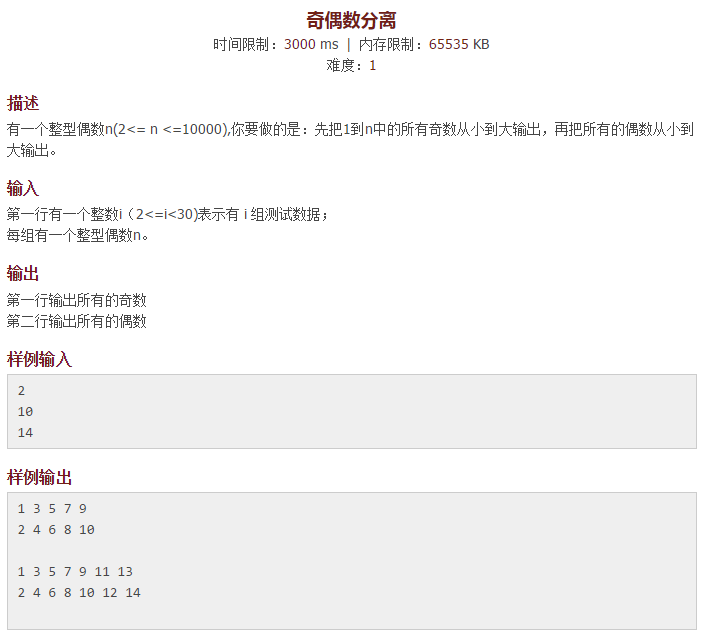 奇偶数分离
时间限制：3000 ms | 内存限制：65535 KB
难度：1
描述
有一个整型偶数n(2<= n <=10000),你要做的是：先把1到n中的所有奇数从小到大输出，再把所有的偶数从小到
大输出。
输入
第一行有一个整数i（2<=i<30)表示有 i 组测试数据；
每组有一个整型偶数n。
输出
第一行输出所有的奇数
第二行输出所有的偶数
样例输入
2
10
14
样例输出
1 3 5 7 9
2 4 6 8 10
1 3 5 7 9 11 13
2 4 6 8 10 12 14